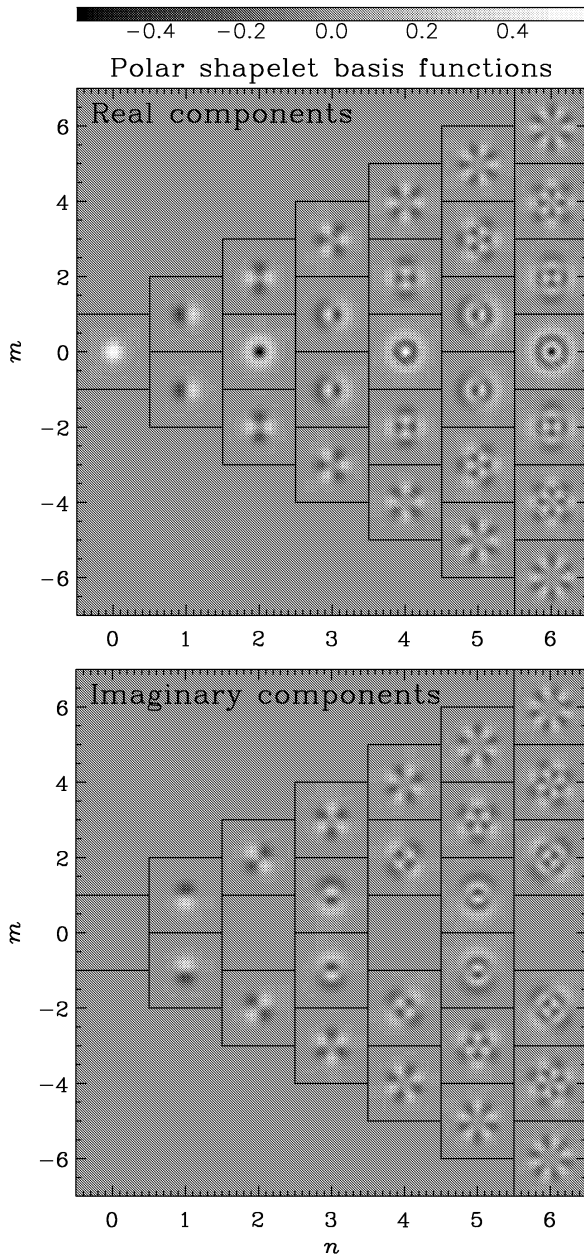 −0.4 −0.2 0.0 0.2 0.4
Polar shapelet basis functions
Real components
6
4
2
0
−2
−4
−6
m
0 1 2 3 4 5 6
Imaginary components
6
4
2
0
−2
−4
−6
m
0 1 2 3 4 5 6
n